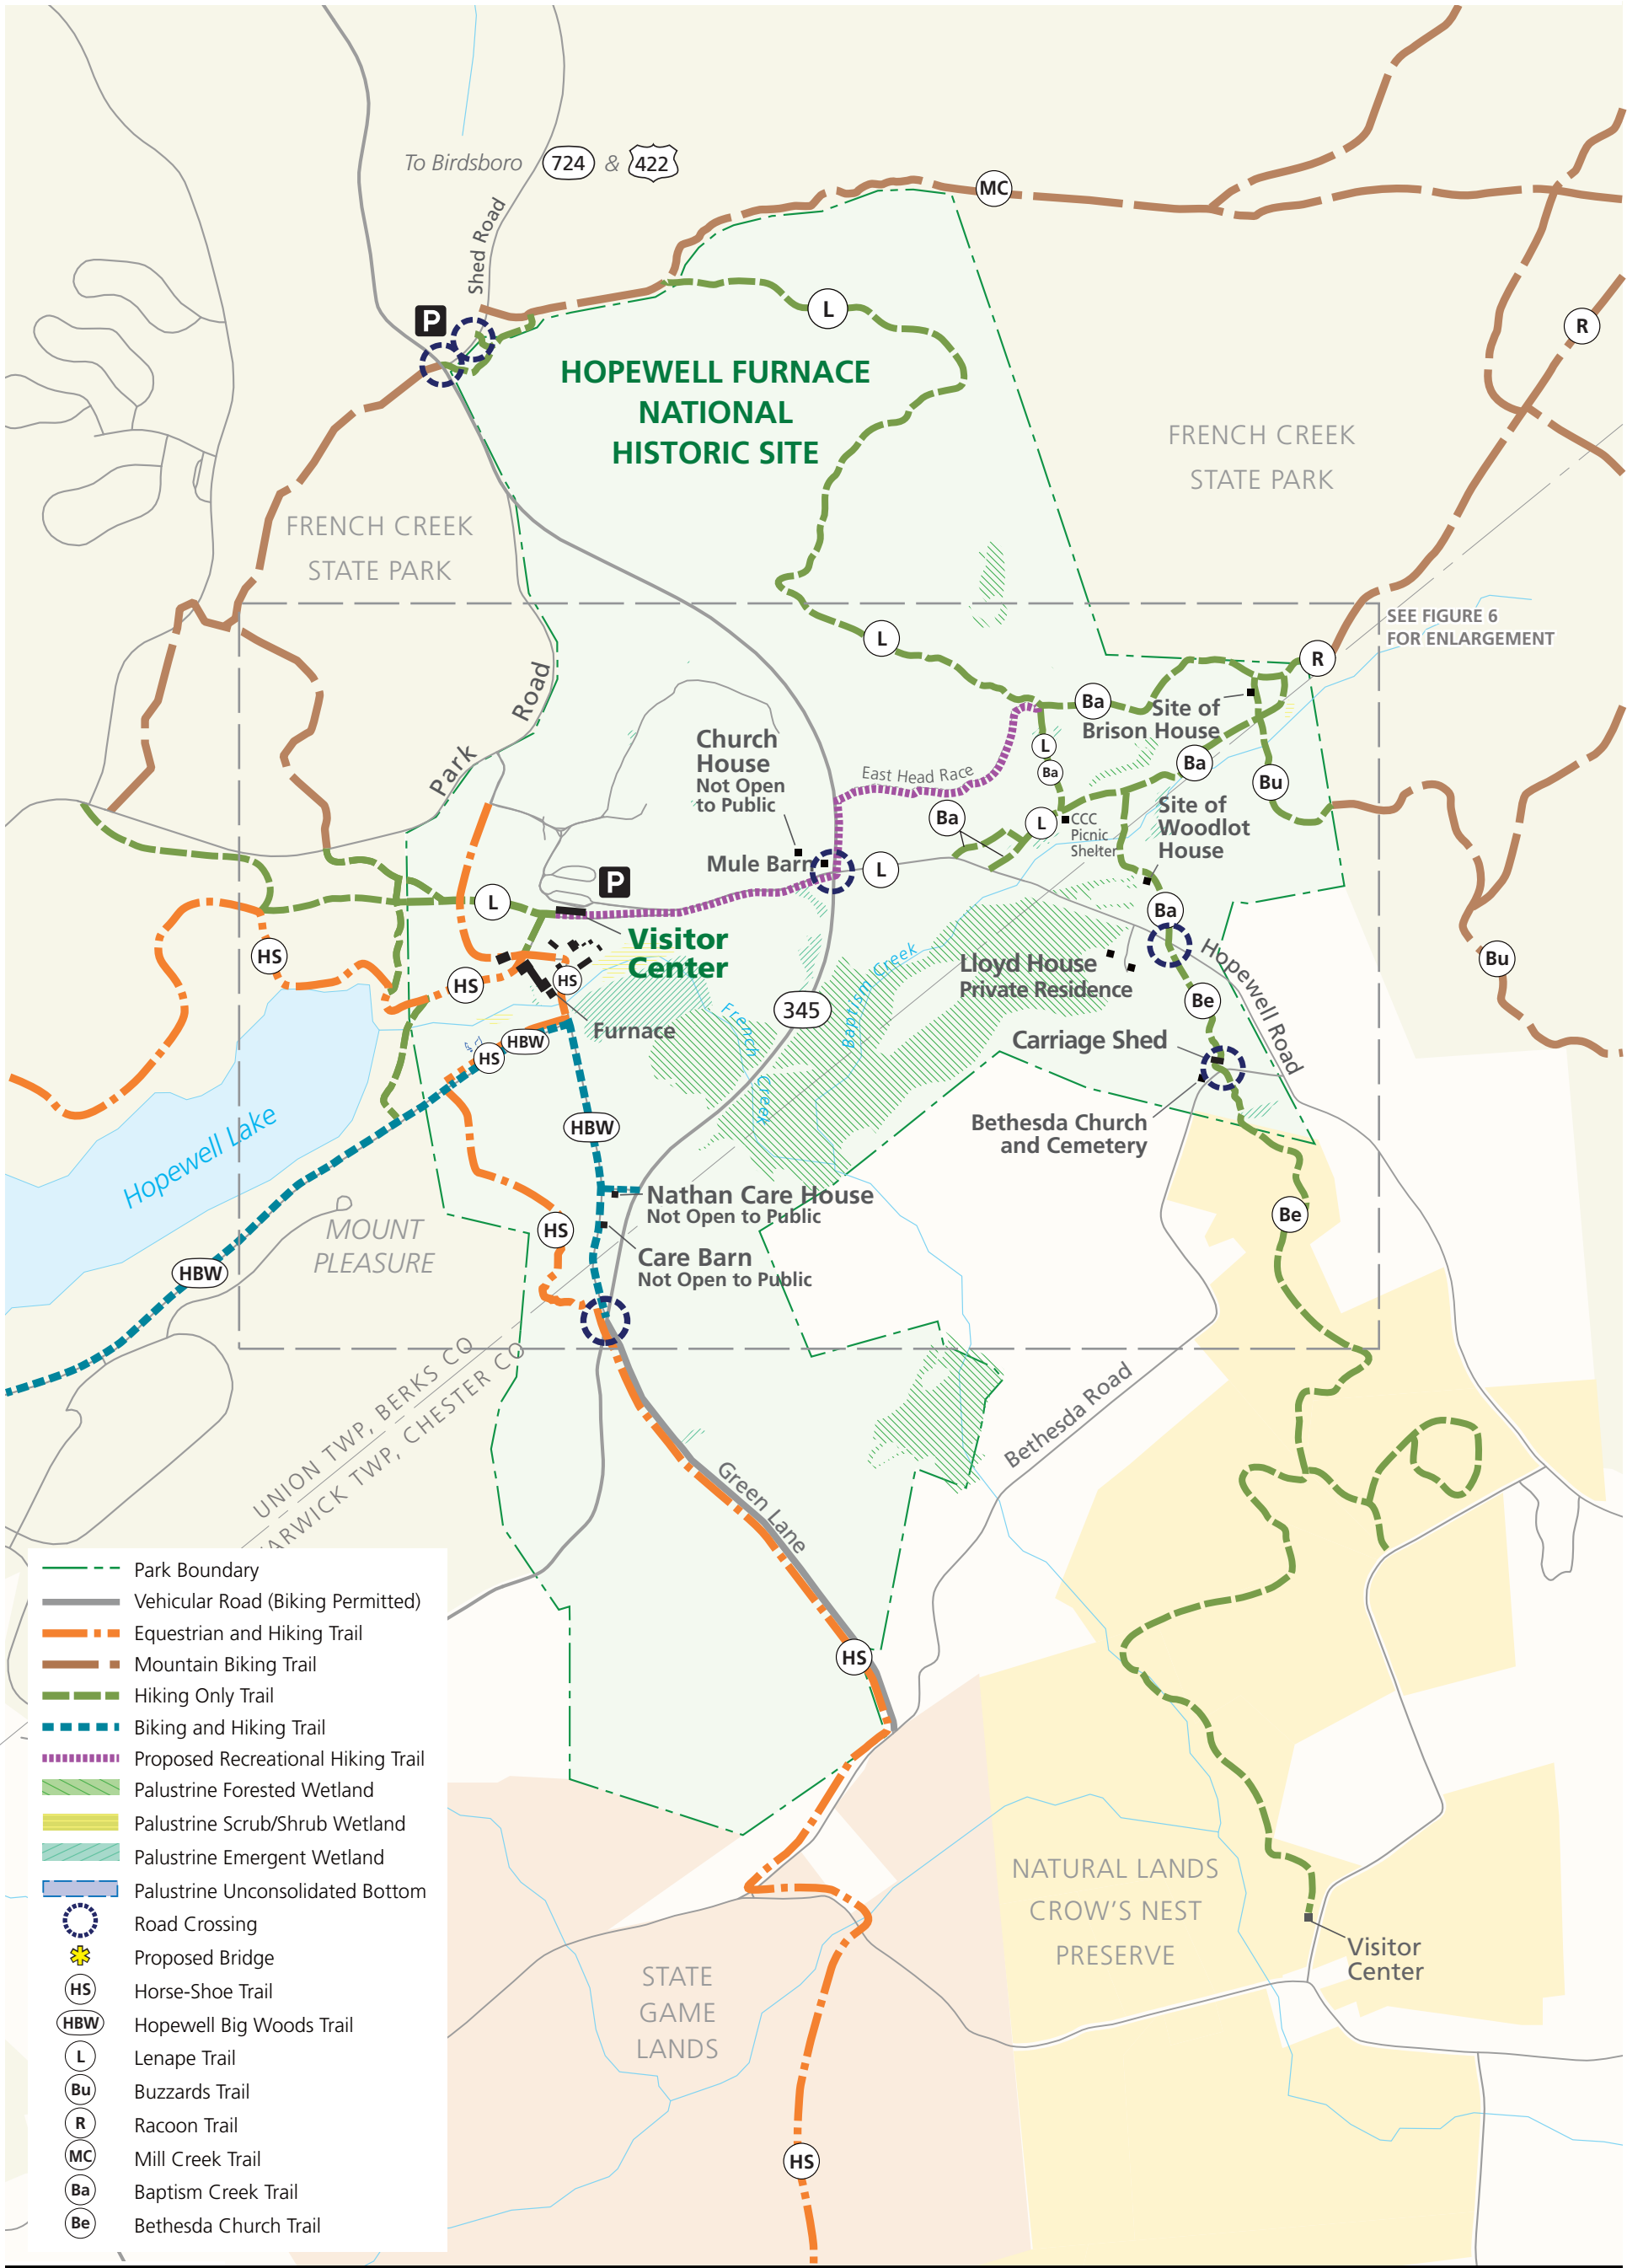 To Birdsboro 724 & 422
Shed Road
MC
P
L
R
HOPEWELL FURNACE
NATIONAL
HISTORIC SITE
FRENCH CREEK
STATE PARK
FRENCH CREEK
STATE PARK
SEE FIGURE 6
FOR ENLARGEMENT
L
R
Park Road
Ba
Site of
Brison House
Church
House
Not Open
to Public
L
Ba
East Head Race
Ba
Bu
Ba
L
CCC
Picnic
Shelter
Site of
Woodlot
House
Mule Barn
L
P
L
Ba
Visitor
Center
HS
HS
HS
Hopewell Road
Lloyd House
Private Residence
Baptism Creek
Bu
Be
345
French Creek
Furnace
HBW
HS
Carriage Shed
Hopewell Lake
HBW
Bethesda Church
and Cemetery
Nathan Care House
Not Open to Public
MOUNT
PLEASURE
HS
Be
Care Barn
Not Open to Public
HBW
UNION TWP, BERKS CO
ARWICK TWP, CHESTER CO
Bethesda Road
Green Lane
HS
Park Boundary
Vehicular Road (Biking Permitted)
Equestrian and Hiking Trail
Mountain Biking Trail
Hiking Only Trail
Biking and Hiking Trail
Proposed Recreational Hiking Trail
Palustrine Forested Wetland
Palustrine Scrub/Shrub Wetland
Palustrine Emergent Wetland
Palustrine Unconsolidated Bottom
Road Crossing
Proposed Bridge
HS Horse-Shoe Trail
HBW Hopewell Big Woods Trail
L Lenape Trail
Bu Buzzards Trail
R Racoon Trail
MC Mill Creek Trail
Ba Baptism Creek Trail
Be Bethesda Church Trail
NATURAL LANDS
CROW'S NEST
PRESERVE
Visitor
Center
STATE
GAME
LANDS
HS